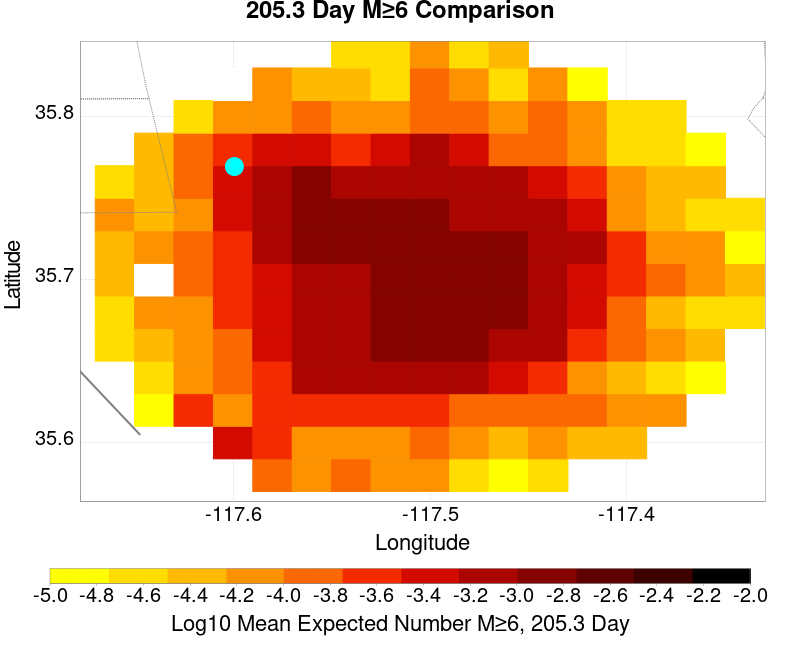 205.3 Day M≥6 Comparison
35.8
35.7
35.6
Latitude
-117.6 -117.5 -117.4
Longitude
-5.0 -4.8 -4.6 -4.4 -4.2 -4.0 -3.8 -3.6 -3.4 -3.2 -3.0 -2.8 -2.6 -2.4 -2.2 -2.0
Log10 Mean Expected Number M≥6, 205.3 Day